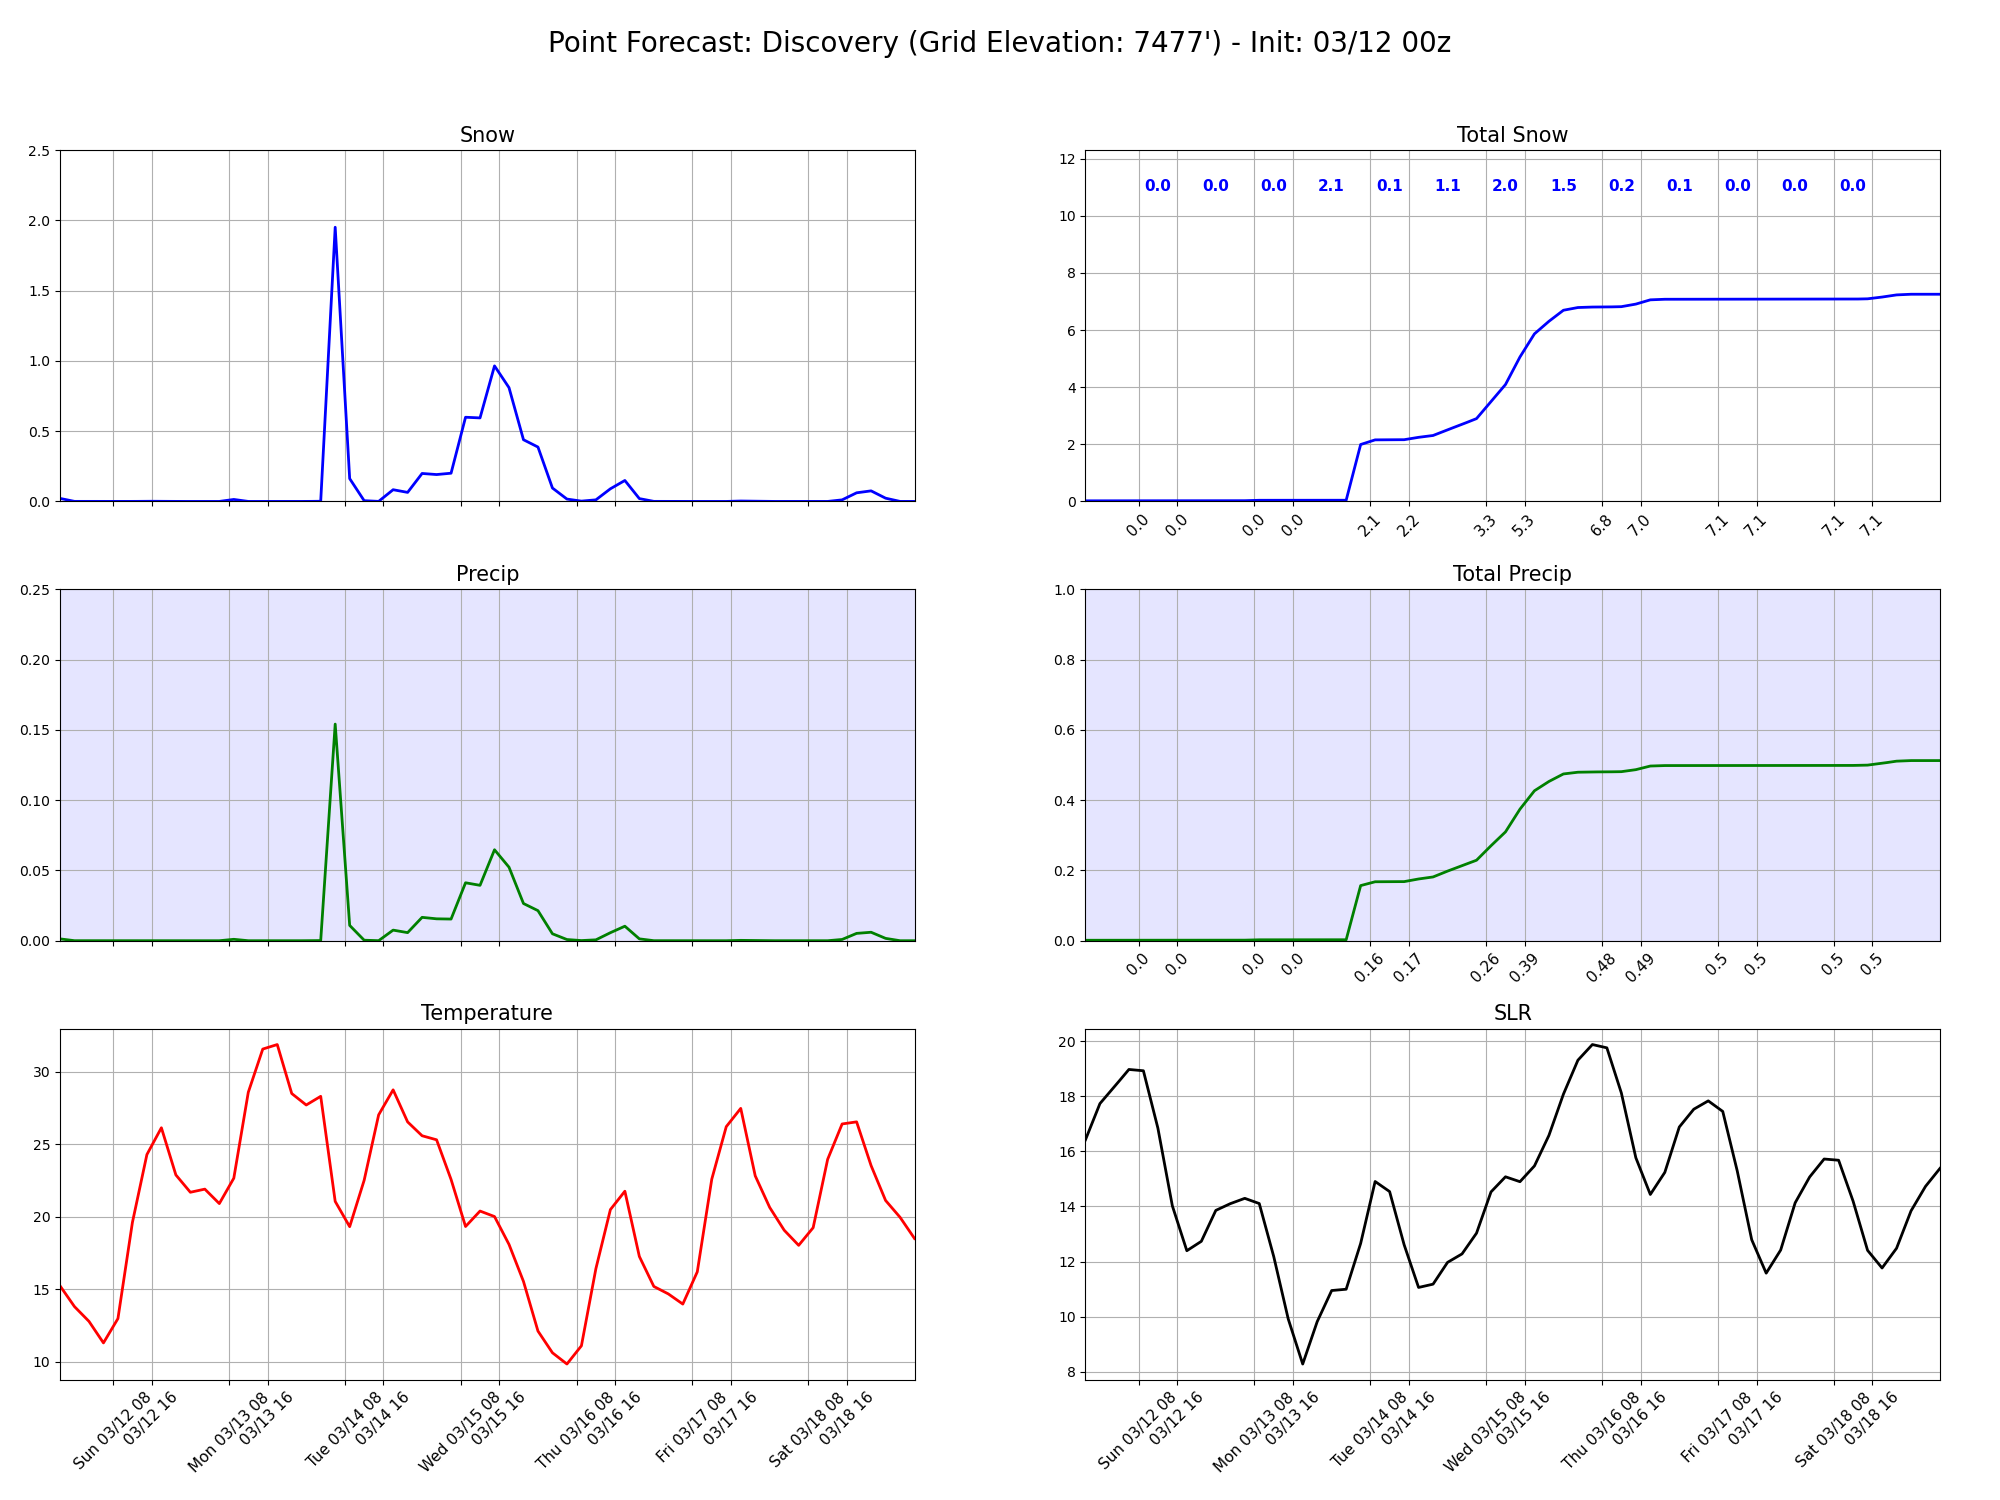 Point Forecast: Discovery (Grid Elevation: 7477') - Init: 03/12 00z
Snow
2.5
2.0
1.5
1.0
0.5
0.0
Total Snow
12
10
8
6
4
2
0
0.0 0.0 0.0 2.1 0.1 1.1 2.0 1.5 0.2 0.1 0.0 0.0 0.0
0.0 0.0 0.0 0.0 2.1 2.2 3.3 5.3 6.8 7.0 7.1 7.1 7.1 7.1
Precip
0.25
0.20
0.15
0.10
0.05
0.00
Total Precip
1.0
0.8
0.6
0.4
0.2
0.0
0.0 0.0 0.0 0.0 0.16 0.17 0.26 0.39 0.48 0.49 0.5 0.5 0.5 0.5
Temperature
30
25
20
15
10
Sun 03/12 08
03/12 16
Mon 03/13 08
03/13 16
Tue 03/14 08
03/14 16
Wed 03/15 08
03/15 16
Thu 03/16 08
03/16 16
Fri 03/17 08
03/17 16
Sat 03/18 08
03/18 16
SLR
20
18
16
14
12
10
8
Sun 03/12 08
03/12 16
Mon 03/13 08
03/13 16
Tue 03/14 08
03/14 16
Wed 03/15 08
03/15 16
Thu 03/16 08
03/16 16
Fri 03/17 08
03/17 16
Sat 03/18 08
03/18 16